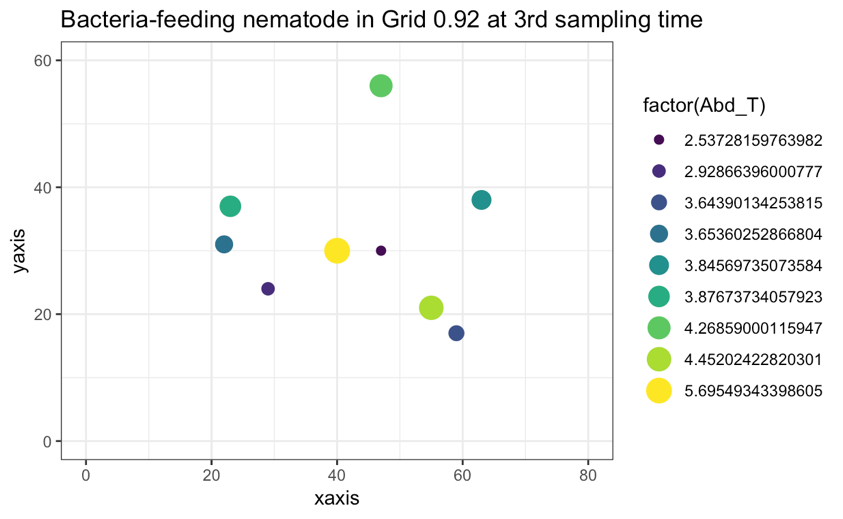 Bacteria-feeding nematode in Grid 0.92 at 3rd sampling time
60
40
20
0
yaxis
0 20 40 60 80
xaxis
factor(Abd_T)
2.53728159763982
2.92866396000777
3.64390134253815
3.65360252866804
3.84569735073584
3.87673734057923
4.26859000115947
4.45202422820301
5.69549343398605